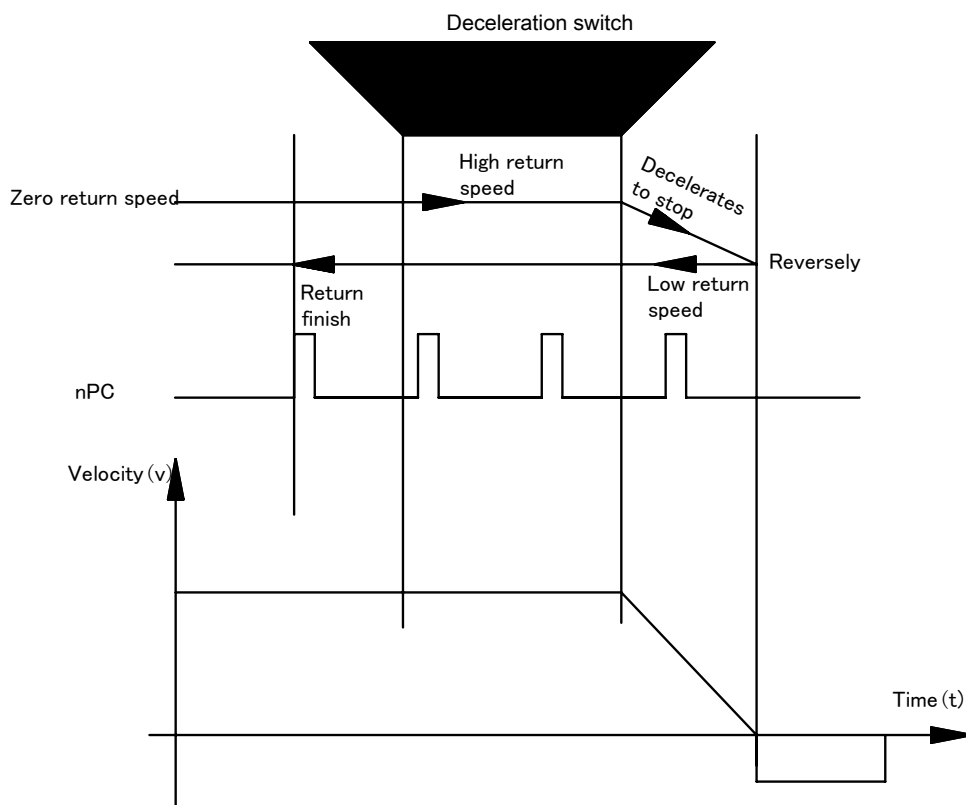 Deceleration switch
High return
speed
Decelerates
to stop
Zero return speed
Reversely
Return
finish
Low return
speed
nPC
Velocity(v)
Time(t)